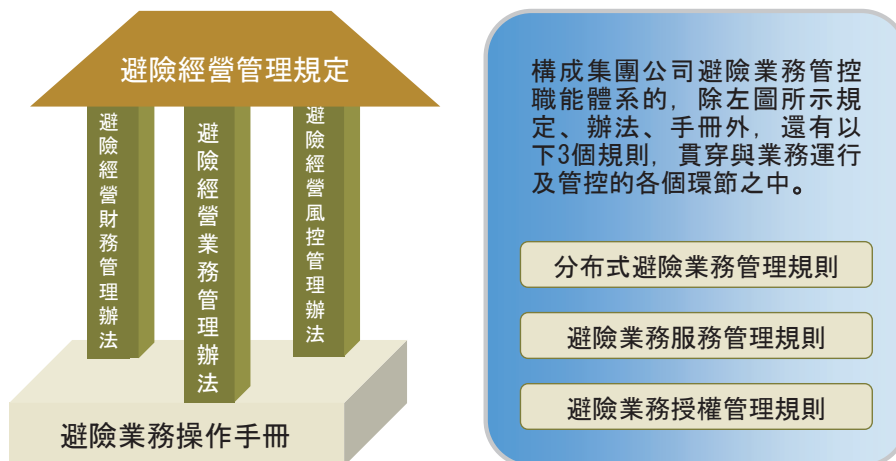 避險經營管理規定
避險經營財務管理辦法
避險經營業務管理辦法
避險經營風控管理辦法
避險業務操作手冊
構成集團公司避險業務管控
職能體系的，除左圖所示規
定、辦法、手冊外，還有以
下3個規則，貫穿與業務運行
及管控的各個環節之中。
分布式避險業務管理規則
避險業務服務管理規則
避險業務授權管理規則